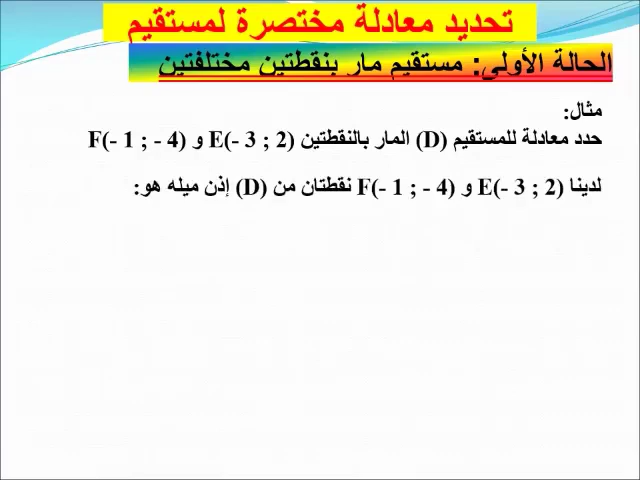 تحديد معادلة مختصرة لمستقيم
الحالة الأولى: مستقيم مار بنقطتين مختلفتين
مثال:
حدد معادلة للمستقيم (D) المار بالنقطتين E(- 3 ; 2) و F(- 1 ; - 4)
لدينا E(- 3 ; 2) و F(- 1 ; - 4) نقطتان من (D) إذن ميله هو: